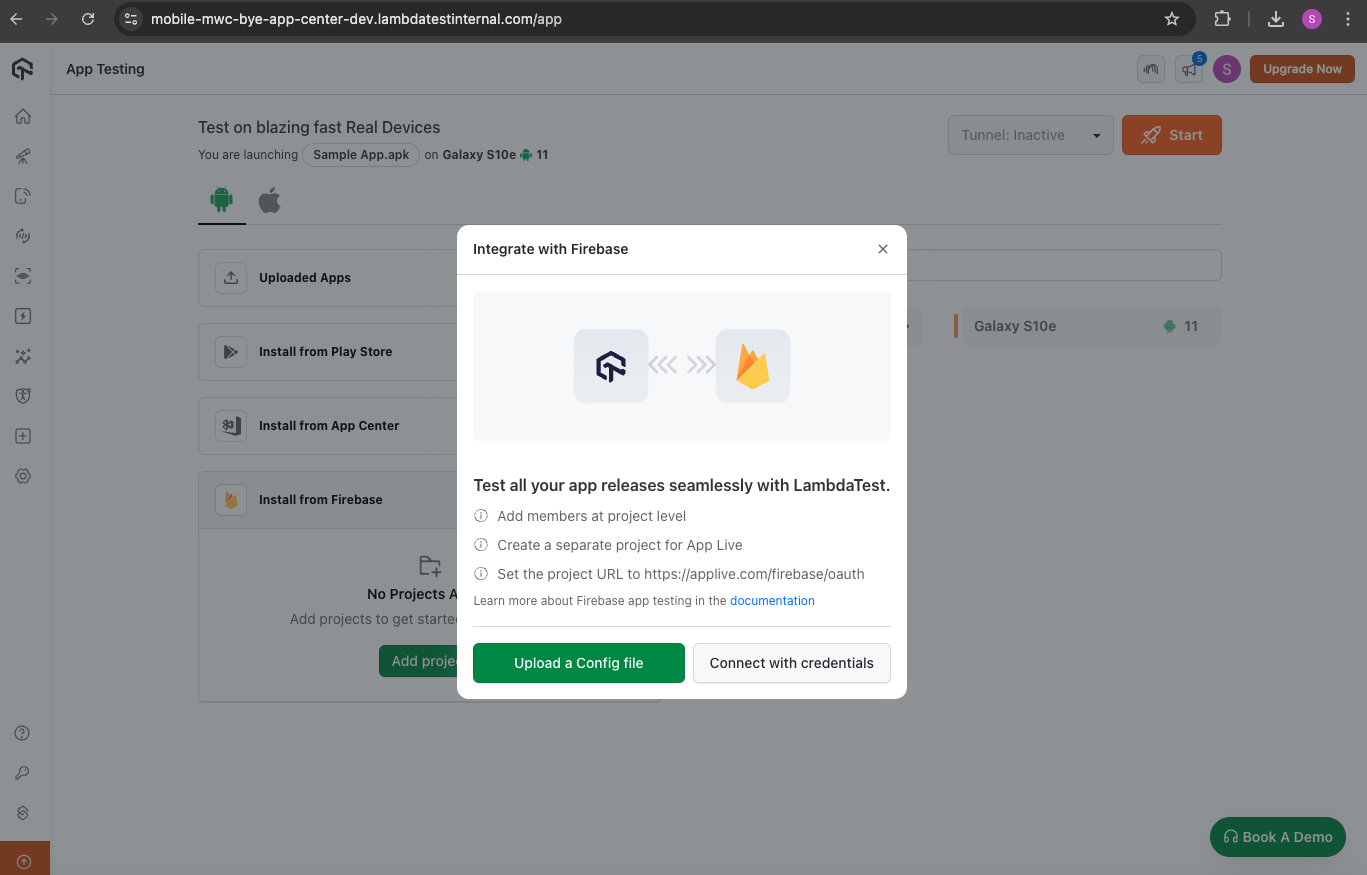 mobile-mwc-bye-app-center-dev.lambdatestinternal.com/app
S
App Testing
5
S
Upgrade Now
Test on blazing fast Real Devices
You are launching Sample App.apk on Galaxy S10e 11
Tunnel: Inactive
Start
Uploaded Apps
Install from Play Store
Install from App Center
Install from Firebase
Galaxy S10e 11
No Projects A
Add projects to get starte
Add proje
Integrate with Firebase
Test all your app releases seamlessly with LambdaTest.
Add members at project level
Create a separate project for App Live
Set the project URL to https://applive.com/firebase/oauth
Learn more about Firebase app testing in the documentation
Upload a Config file
Connect with credentials
Book A Demo